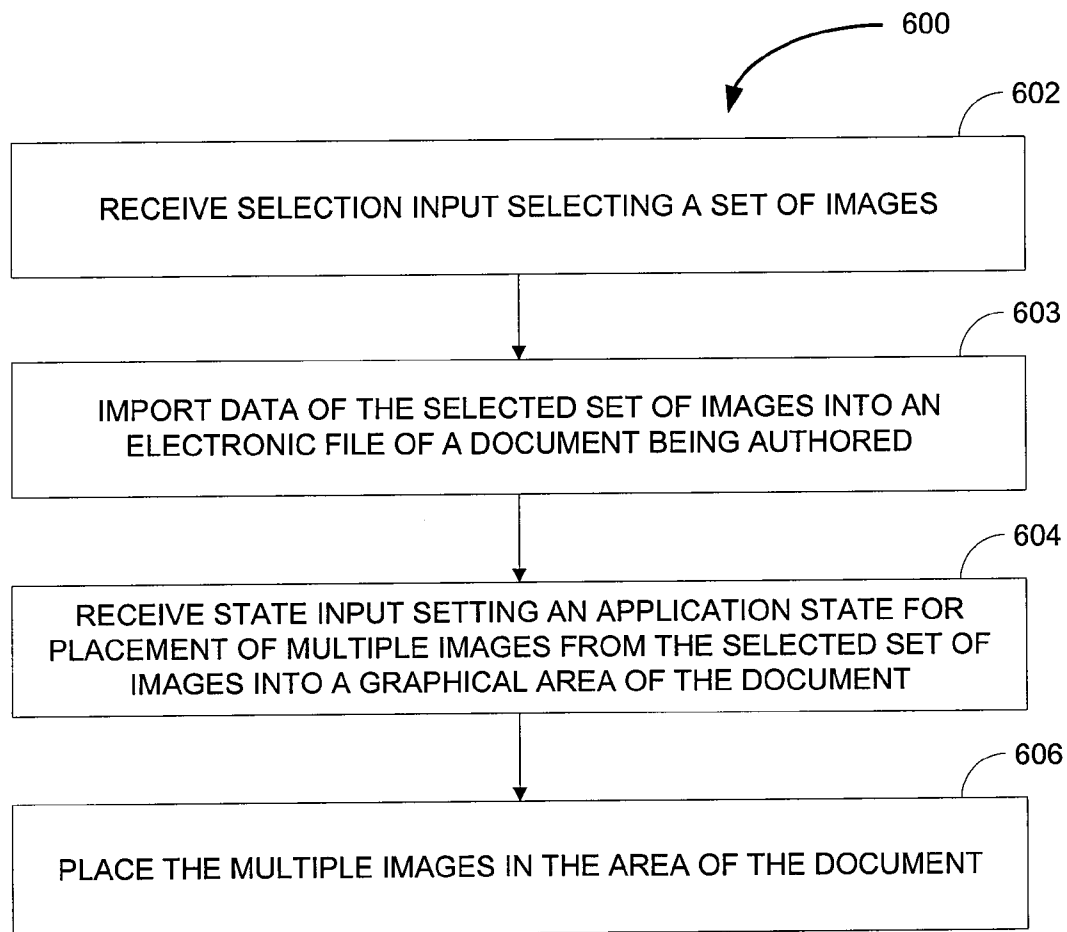 600
602
RECEIVE SELECTION INPUT SELECTING A SET OF IMAGES
603
IMPORT DATA OF THE SELECTED SET OF IMAGES INTO AN
ELECTRONIC FILE OF A DOCUMENT BEING AUTHORED
604
RECEIVE STATE INPUT SETTING AN APPLICATION STATE FOR
PLACEMENT OF MULTIPLE IMAGES FROM THE SELECTED SET OF
IMAGES INTO A GRAPHICAL AREA OF THE DOCUMENT
606
PLACE THE MULTIPLE IMAGES IN THE AREA OF THE DOCUMENT